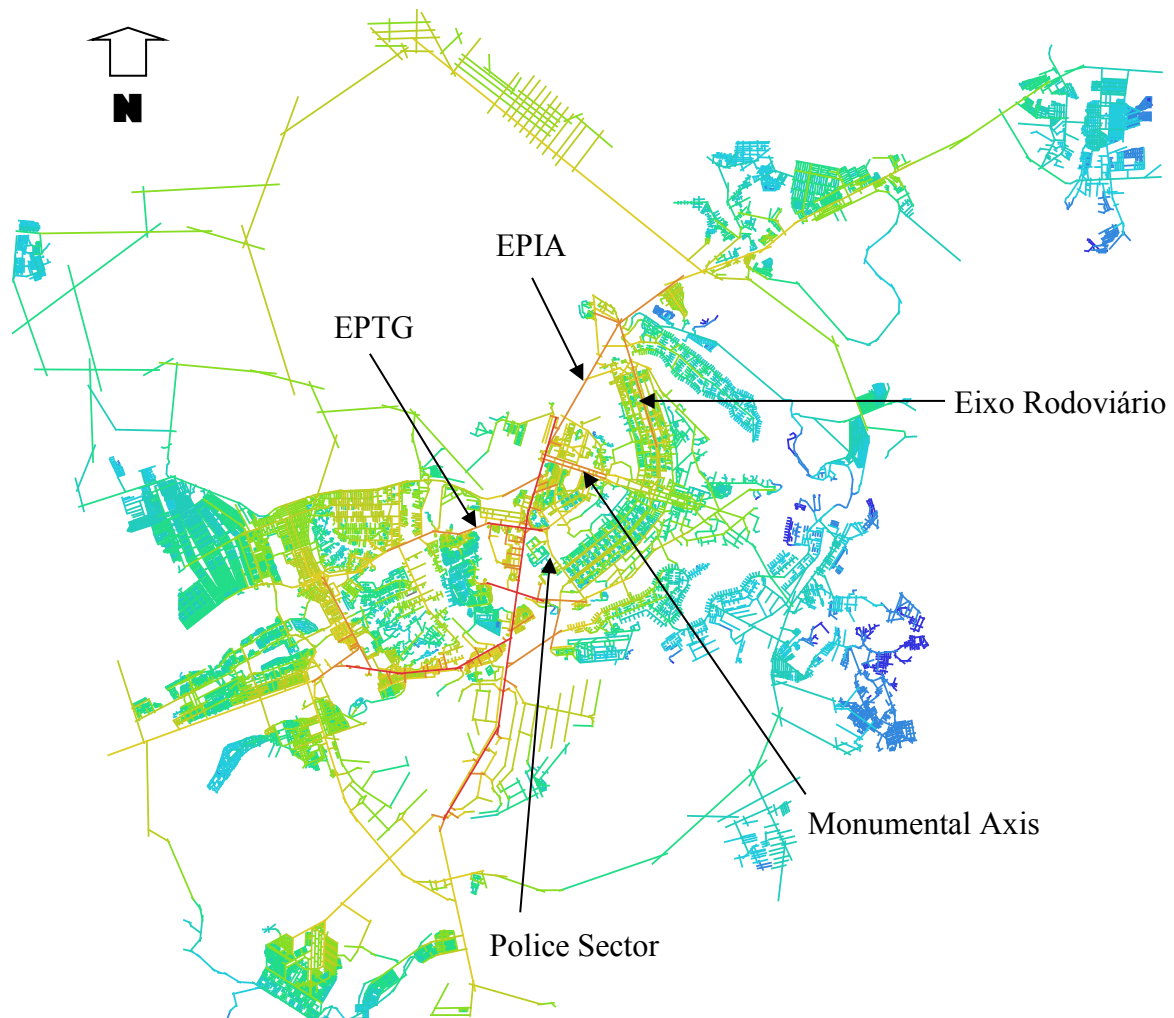 N
EPIA
EPTG
Eixo Rodoviário
Monumental Axis
Police Sector